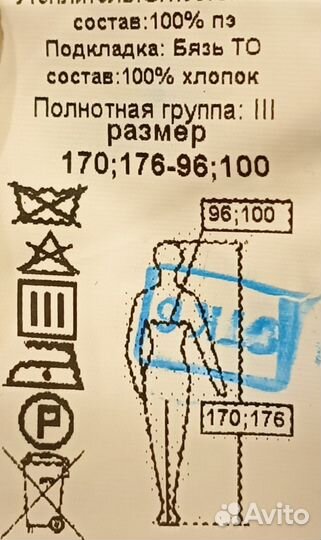 состав:100% пэ
Подкладка: Бязь ТО
состав:100% хлопок
Полнотная группа: III
размер
170;176-96;100
96;100
170;176
P
Avito